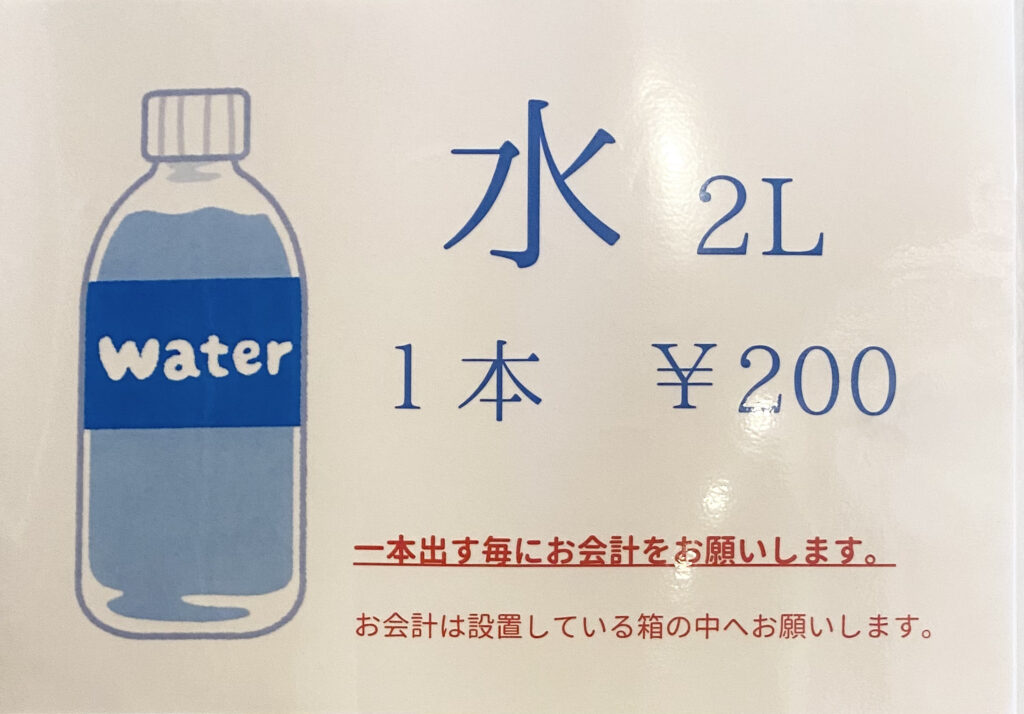 水 2L
water
1本 ¥200
一本出す毎にお会計をお願いします。
お会計は設置している箱の中へお願いします。